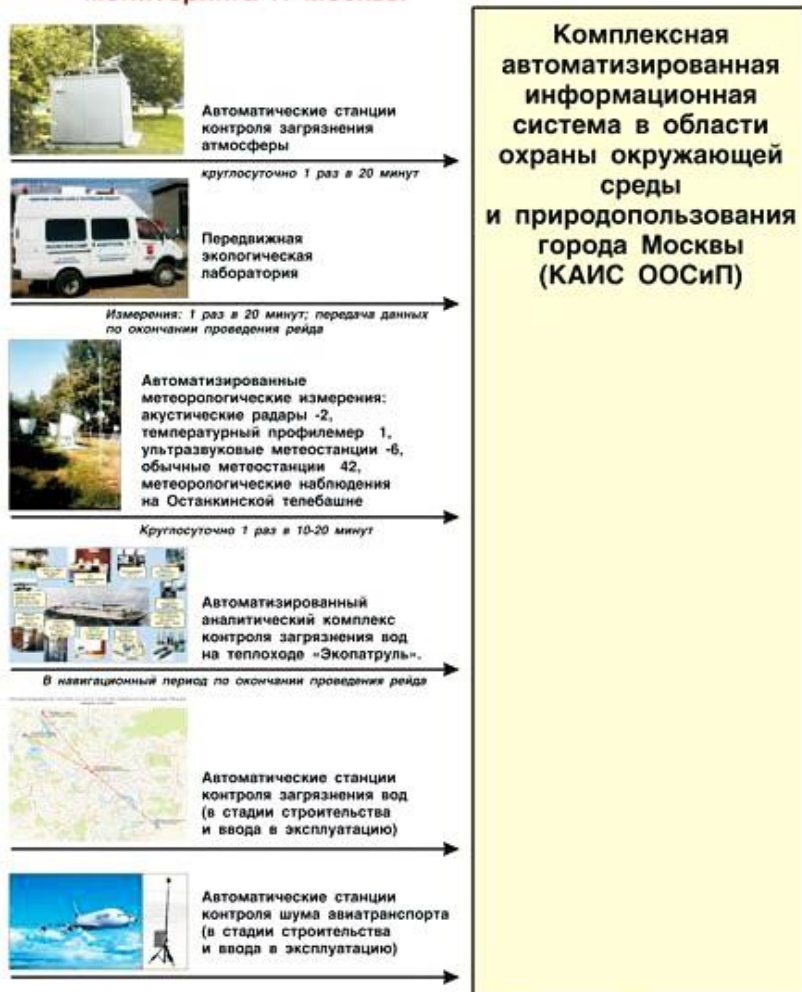 мониторинга г. Москвы
Автоматические станции
контроля загрязнения
атмосферы
круглосуточно 1 раз в 20 минут
Передвижная
экологическая
лаборатория
Измерения: 1 раз в 20 минут; передача данных
по окончании проведения рейда
Автоматизированные
метеорологические измерения:
акустические радары -2,
температурный профилемер 1,
ультразвуковые метеостанции -6,
обычные метеостанции 42,
метеорологические наблюдения
на Останкинской телебашне
Круглосуточно 1 раз в 10-20 минут
Автоматизированный
аналитический комплекс
контроля загрязнения вод
на теплоходе «Экопатруль».
В навигационный период по окончании проведения рейда
Автоматические станции
контроля загрязнения вод
(в стадии строительства
и ввода в эксплуатацию)
Автоматические станции
контроля шума авиатранспорта
(в стадии строительства
и ввода в эксплуатацию)
Комплексная
автоматизированная
информационная
система в области
охраны окружающей
среды
и природопользования
города Москвы
(КАИС ООСиП)